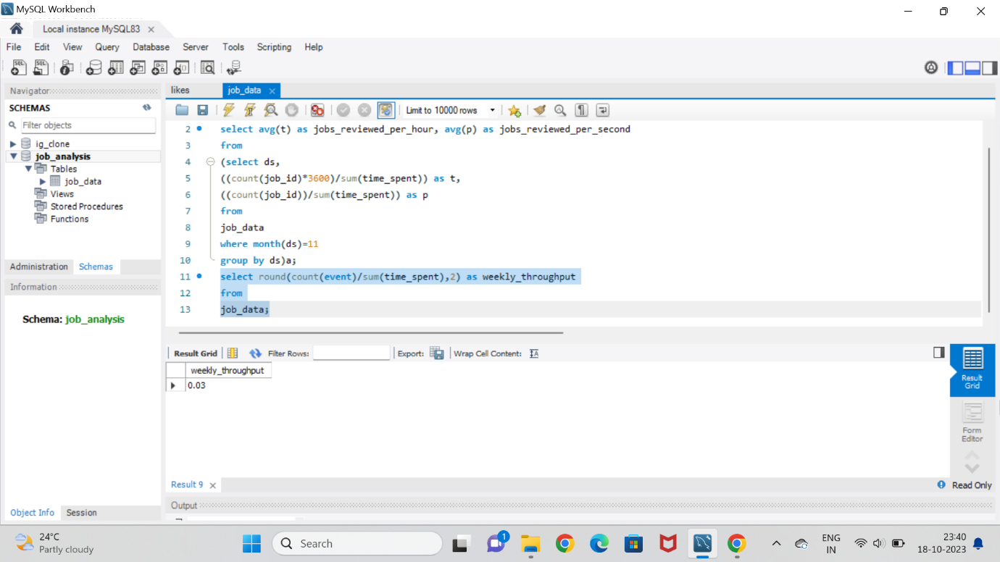 MySQL Workbench
Local instance MySQL83
File Edit View Query Database Server Tools Scripting Help
Navigator
SCHEMAS
Filter objects
ig_clone
job_analysis
Tables
job_data
Views
Stored Procedures
Functions
Administration Schemas
Information
Schema: job_analysis
Object Info Session
likes job_data
Limit to 10000 rows
2 select avg(t) as jobs_reviewed_per_hour, avg(p) as jobs_reviewed_per_second
3 from
4 (select ds,
5 ((count(job_id)*3600)/sum(time_spent)) as t,
6 ((count(job_id))/sum(time_spent)) as p
7 from
8 job_data
9 where month(ds)=11
10 group by ds)a;
11 select round(count(event)/sum(time_spent),2) as weekly_throughput
12 from
13 job_data;
Result Grid Filter Rows: Export: Wrap Cell Content:
weekly_throughput
0.03
Result Grid
Form Editor
Result 9
Read Only
Output
24°C
Partly cloudy
Search
1
ENG
IN
23:40
18-10-2023